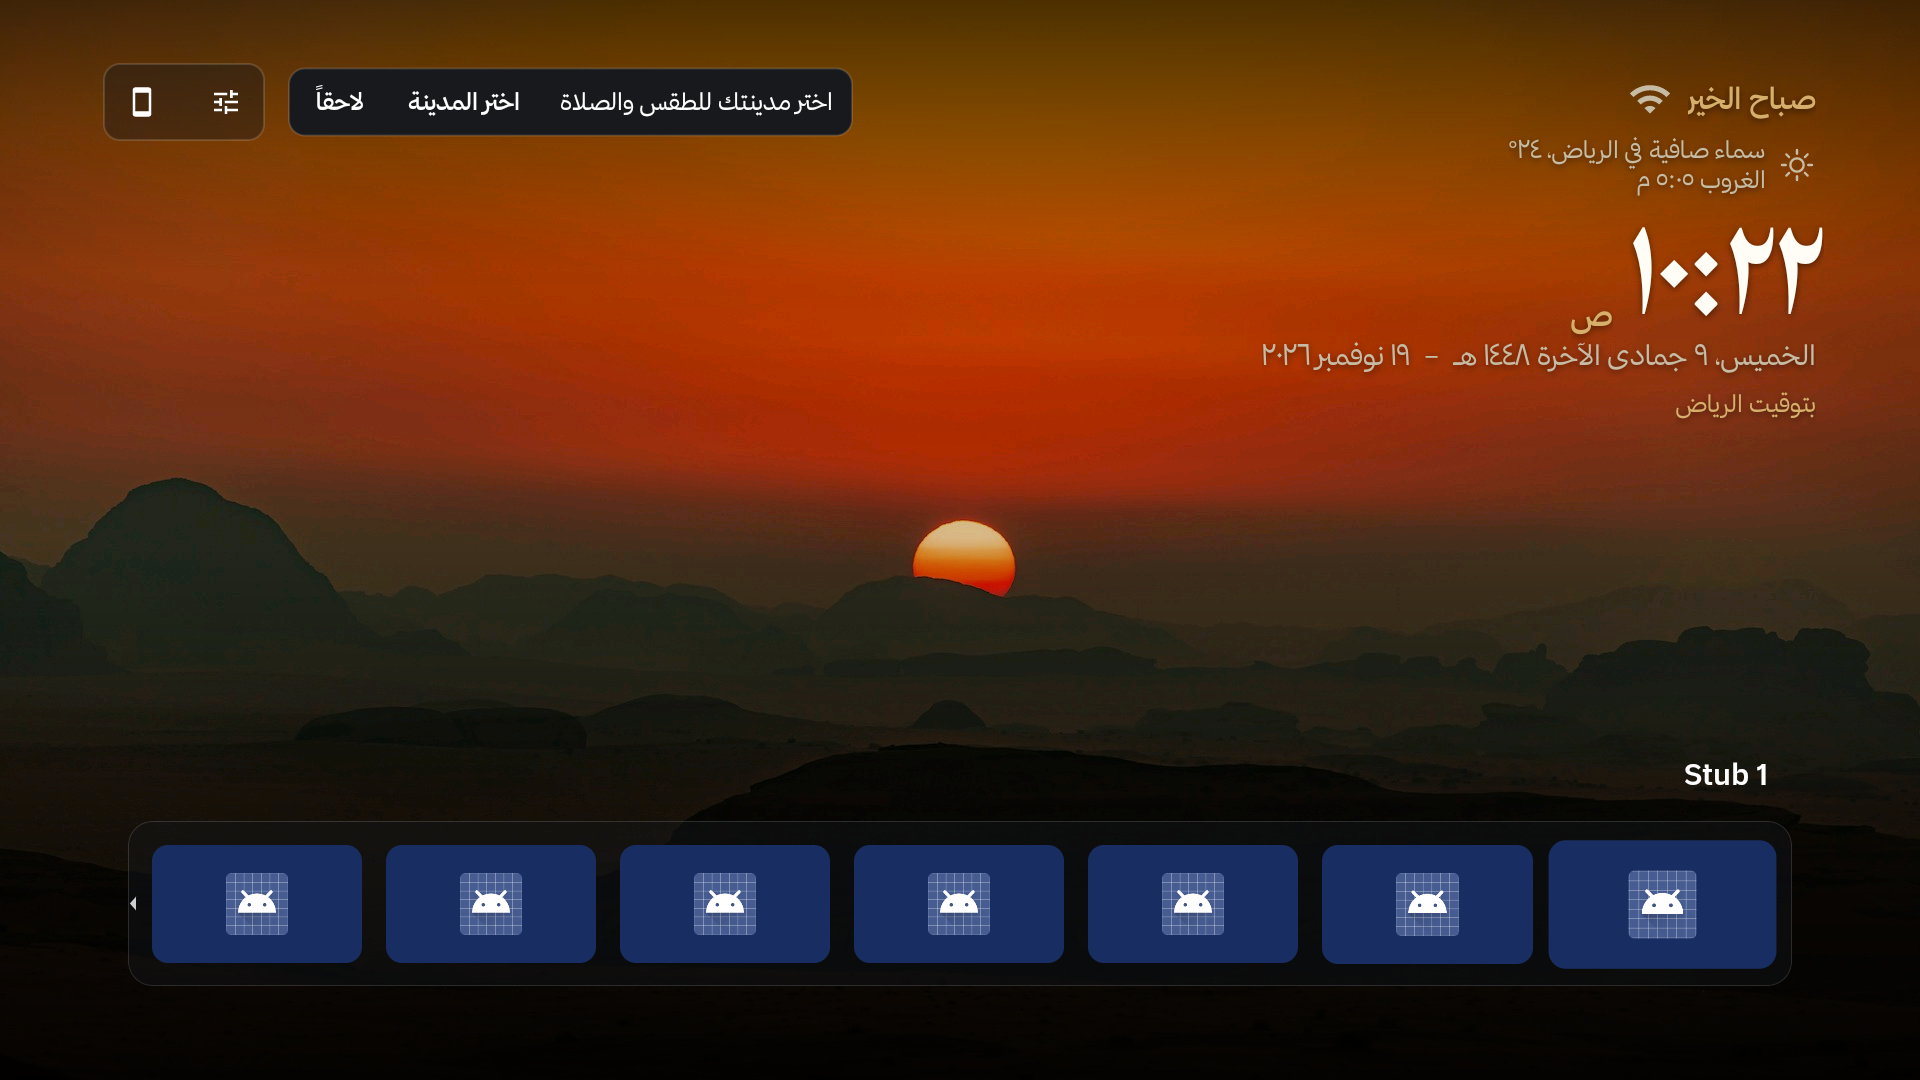 صباح الخير
سماء صافية في الرياض، ٢٤°
الغروب ٥:٠٥ م
١٠:٢٢ ص
الخميس، ٩ جمادى الآخرة ١٤٤٨ هـ – ١٩ نوفمبر ٢٠٢٦
بتوقيت الرياض
اختر مدينتك للطقس والصلاة اختر المدينة لاحقاً
Stub 1